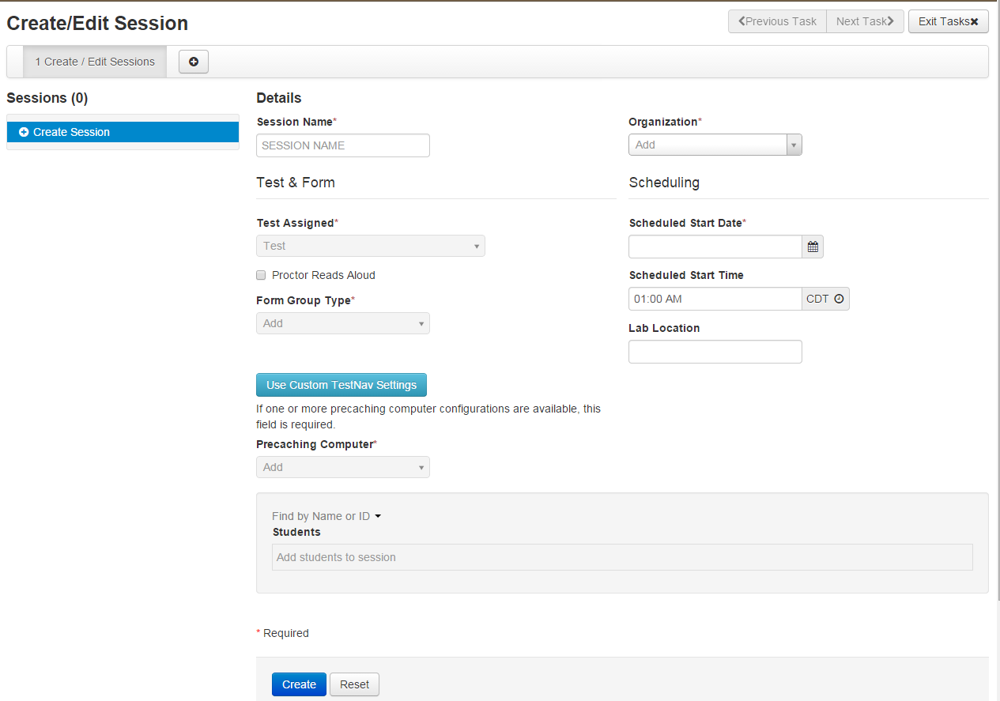 Create/Edit Session
Previous Task
Next Task
Exit Tasks
1 Create / Edit Sessions
Sessions (0)
Create Session
Details
Session Name*
SESSION NAME
Organization*
Add
Test & Form
Test Assigned*
Test
Proctor Reads Aloud
Form Group Type*
Add
Scheduling
Scheduled Start Date*
Scheduled Start Time
01:00 AM
CDT
Lab Location
Use Custom TestNav Settings
If one or more precaching computer configurations are available, this
field is required.
Precaching Computer*
Add
Find by Name or ID
Students
Add students to session
* Required
Create
Reset